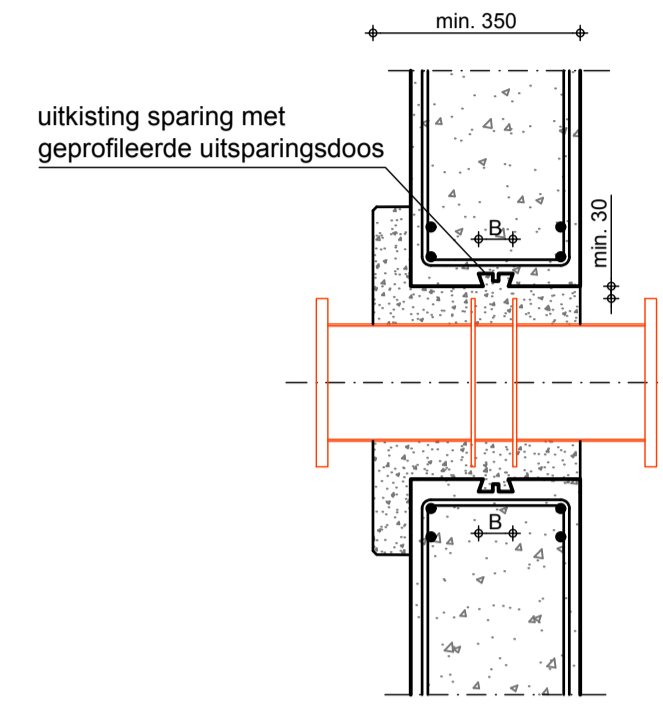 min. 350
uitkisting sparing met
geprofileerde uitsparingsdoos
B
min. 30
B